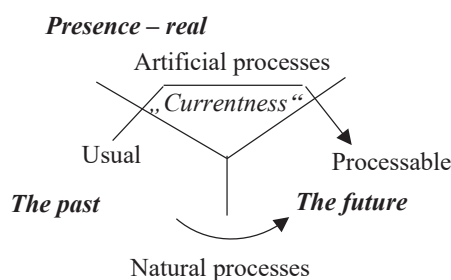 Presence – real
Artificial processes
„Currentness“
Usual
Processable
The past
The future
Natural processes